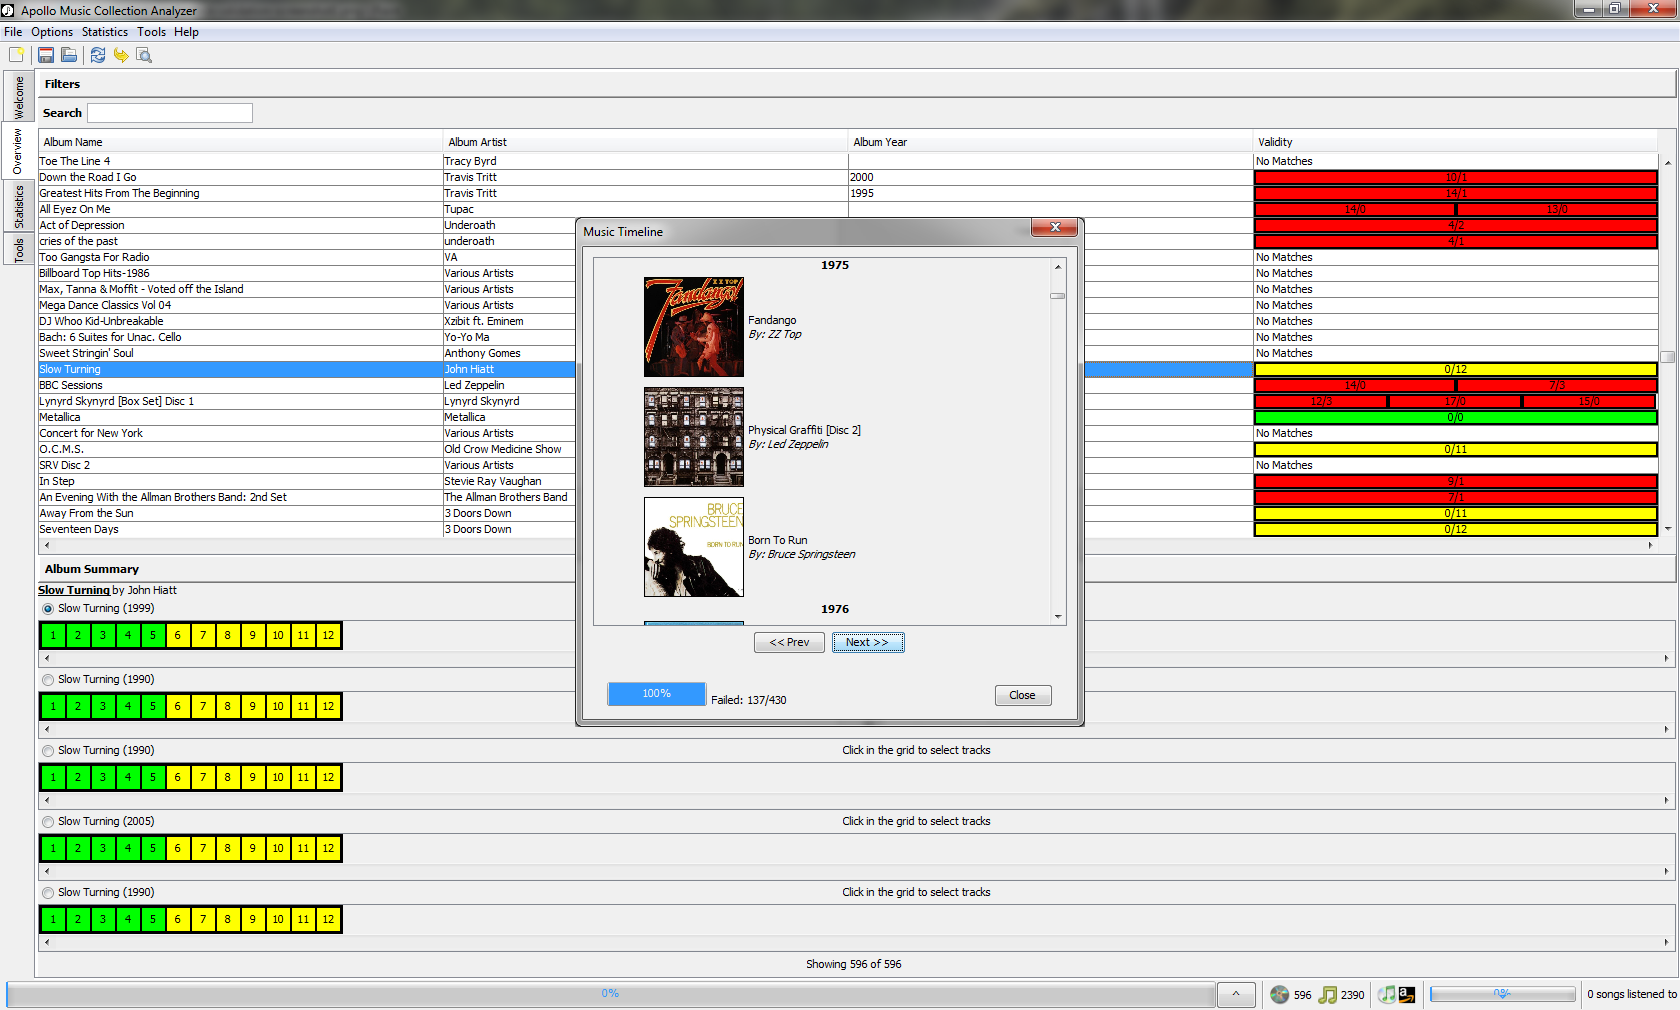 Apollo Music Collection Analyzer
File Options Statistics Tools Help
Welcome
Overview
Statistics
Tools
Filters
Search
Album Name Album Artist Album Year Validity
Toe The Line 4 Tracy Byrd No Matches
Down the Road I Go Travis Tritt 2000 10/1
Greatest Hits From The Beginning Travis Tritt 1995 14/1
All Eyez On Me Tupac 14/0 13/0
Act of Depression Underoath 4/2
cries of the past underoath 4/1
Too Gangsta For Radio VA No Matches
Billboard Top Hits-1986 Various Artists No Matches
Max, Tanna & Moffit - Voted off the Island Various Artists No Matches
Mega Dance Classics Vol 04 Various Artists No Matches
DJ Whoo Kid-Unbreakable Xzibit ft. Eminem No Matches
Bach: 6 Suites for Unac. Cello Yo-Yo Ma No Matches
Sweet Stringin' Soul Anthony Gomes No Matches
Slow Turning John Hiatt 0/12
BBC Sessions Led Zeppelin 14/0 7/3
Lynyrd Skynyrd [Box Set] Disc 1 Lynyrd Skynyrd 12/3 17/0 15/0
Metallica Metallica 0/0
Concert for New York Various Artists No Matches
O.C.M.S. Old Crow Medicine Show 0/11
SRV Disc 2 Various Artists No Matches
In Step Stevie Ray Vaughan 9/1
An Evening With the Allman Brothers Band: 2nd Set The Allman Brothers Band 7/1
Away From the Sun 3 Doors Down 0/11
Seventeen Days 3 Doors Down 0/12
Music Timeline
1975
ZZ TOP
Fandango!
Fandango
By: ZZ Top
Physical Graffiti [Disc 2]
By: Led Zeppelin
BRUCE
SPRINGSTEEN
BORN TO RUN
Born To Run
By: Bruce Springsteen
1976
<< Prev Next >>
100% Failed: 137/430 Close
Album Summary
Slow Turning by John Hiatt
Slow Turning (1999)
1 2 3 4 5 6 7 8 9 10 11 12
Slow Turning (1990)
1 2 3 4 5 6 7 8 9 10 11 12
Slow Turning (1990) Click in the grid to select tracks
1 2 3 4 5 6 7 8 9 10 11 12
Slow Turning (2005) Click in the grid to select tracks
1 2 3 4 5 6 7 8 9 10 11 12
Slow Turning (1990) Click in the grid to select tracks
1 2 3 4 5 6 7 8 9 10 11 12
Showing 596 of 596
0% 596 2390 a 0% 0 songs listened to